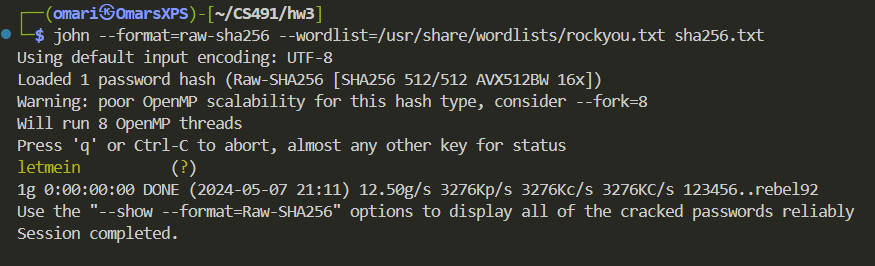 ┌──(omari㉿OmarsXPS)-[~/CS491/hw3]
└─$ john --format=raw-sha256 --wordlist=/usr/share/wordlists/rockyou.txt sha256.txt
Using default input encoding: UTF-8
Loaded 1 password hash (Raw-SHA256 [SHA256 512/512 AVX512BW 16x])
Warning: poor OpenMP scalability for this hash type, consider --fork=8
Will run 8 OpenMP threads
Press 'q' or Ctrl-C to abort, almost any other key for status
letmein          (?)
1g 0:00:00:00 DONE (2024-05-07 21:11) 12.50g/s 3276Kp/s 3276Kc/s 3276KC/s 123456..rebel92
Use the "--show --format=Raw-SHA256" options to display all of the cracked passwords reliably
Session completed.